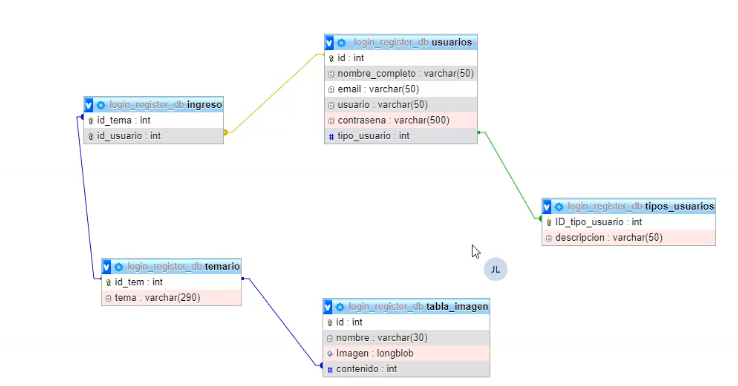 login_register_db usuarios
id : int
nombre_completo : varchar(50)
email : varchar(50)
usuario : varchar(50)
contrasena : varchar(500)
tipo_usuario : int
login_register_db ingreso
id_tema : int
id_usuario : int
login_register_db tipos_usuarios
ID_tipo_usuario : int
descripcion : varchar(50)
login_register_db temario
id_tem : int
tema : varchar(290)
JL
login_register_db tabla_imagen
id : int
nombre : varchar(30)
Imagen : longblob
contenido : int